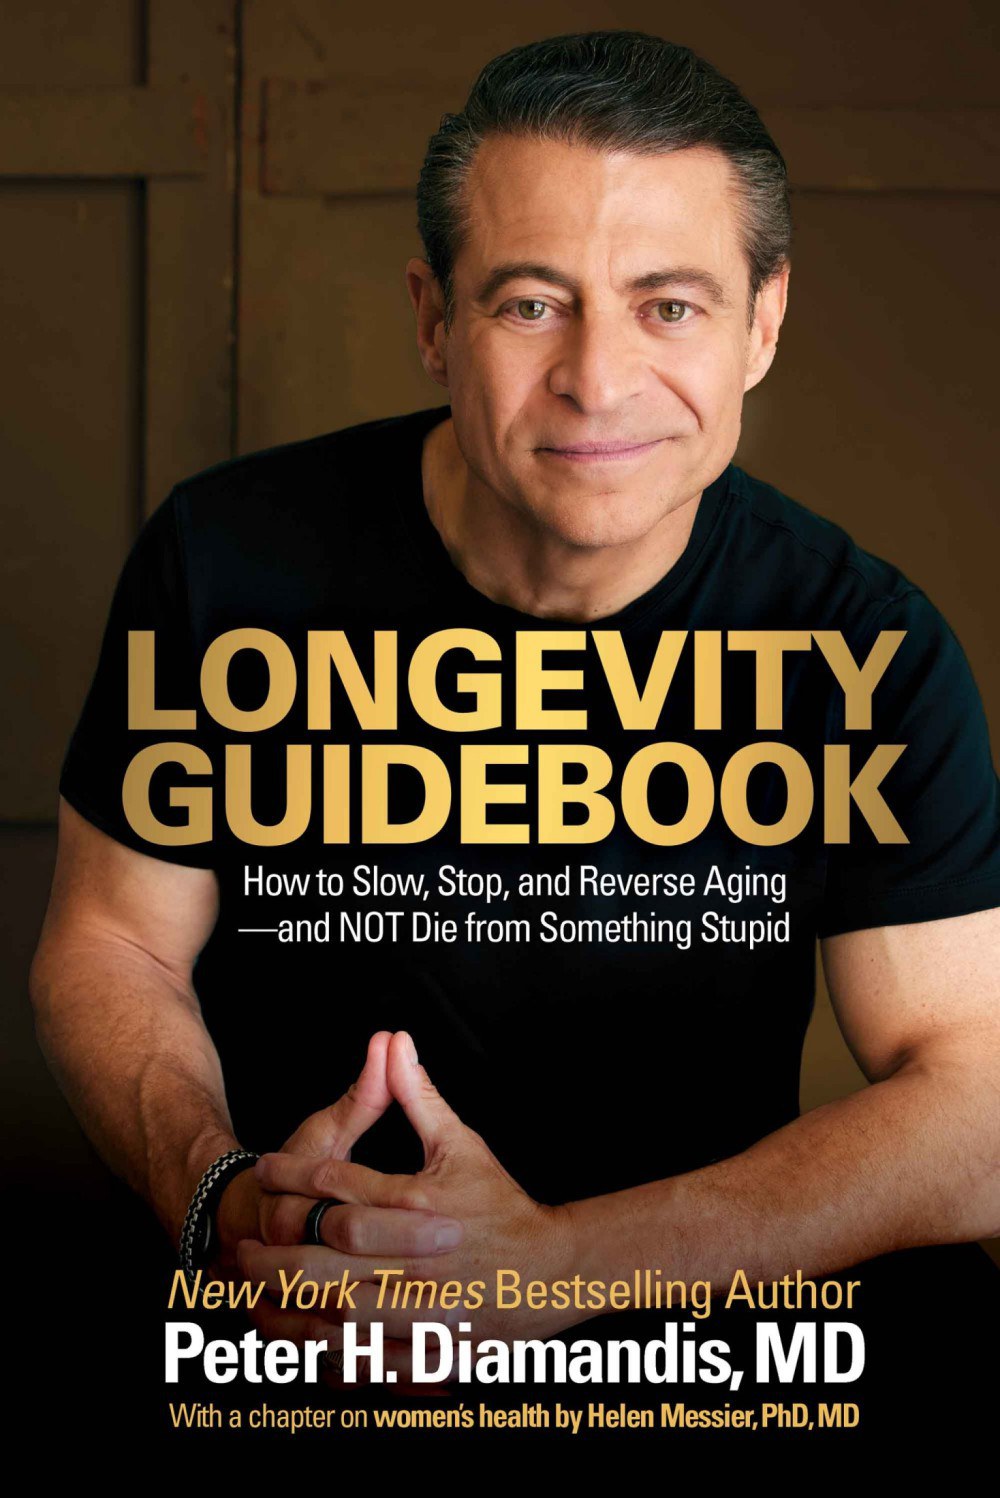 LONGEVITY
GUIDEBOOK
How to Slow, Stop, and Reverse Aging
—and NOT Die from Something Stupid
New York Times Bestselling Author
Peter H. Diamandis, MD
With a chapter on women's health by Helen Messier, PhD, MD